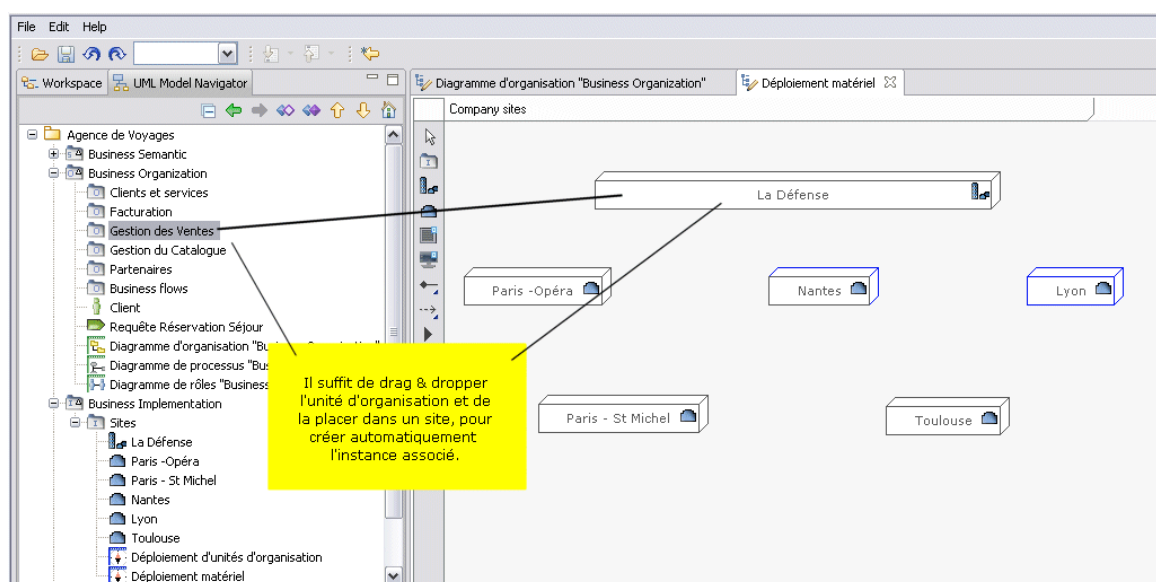 File Edit Help
Workspace UML Model Navigator
Diagramme d'organisation "Business Organization" Déploiement matériel
Company sites
Agence de Voyages
Business Semantic
Business Organization
Clients et services
Facturation
Gestion des Ventes
Gestion du Catalogue
Partenaires
Business flows
Client
Requête Réservation Séjour
Diagramme d'organisation "Bu
Diagramme de processus "Bus
Diagramme de rôles "Business
Business Implementation
Sites
La Défense
Paris -Opéra
Paris - St Michel
Nantes
Lyon
Toulouse
Déploiement d'unités d'organisation
Déploiement matériel
La Défense
Paris -Opéra
Nantes
Lyon
Paris - St Michel
Toulouse
Il suffit de drag & dropper
l'unité d'organisation et de
la placer dans un site, pour
créer automatiquement
l'instance associé.